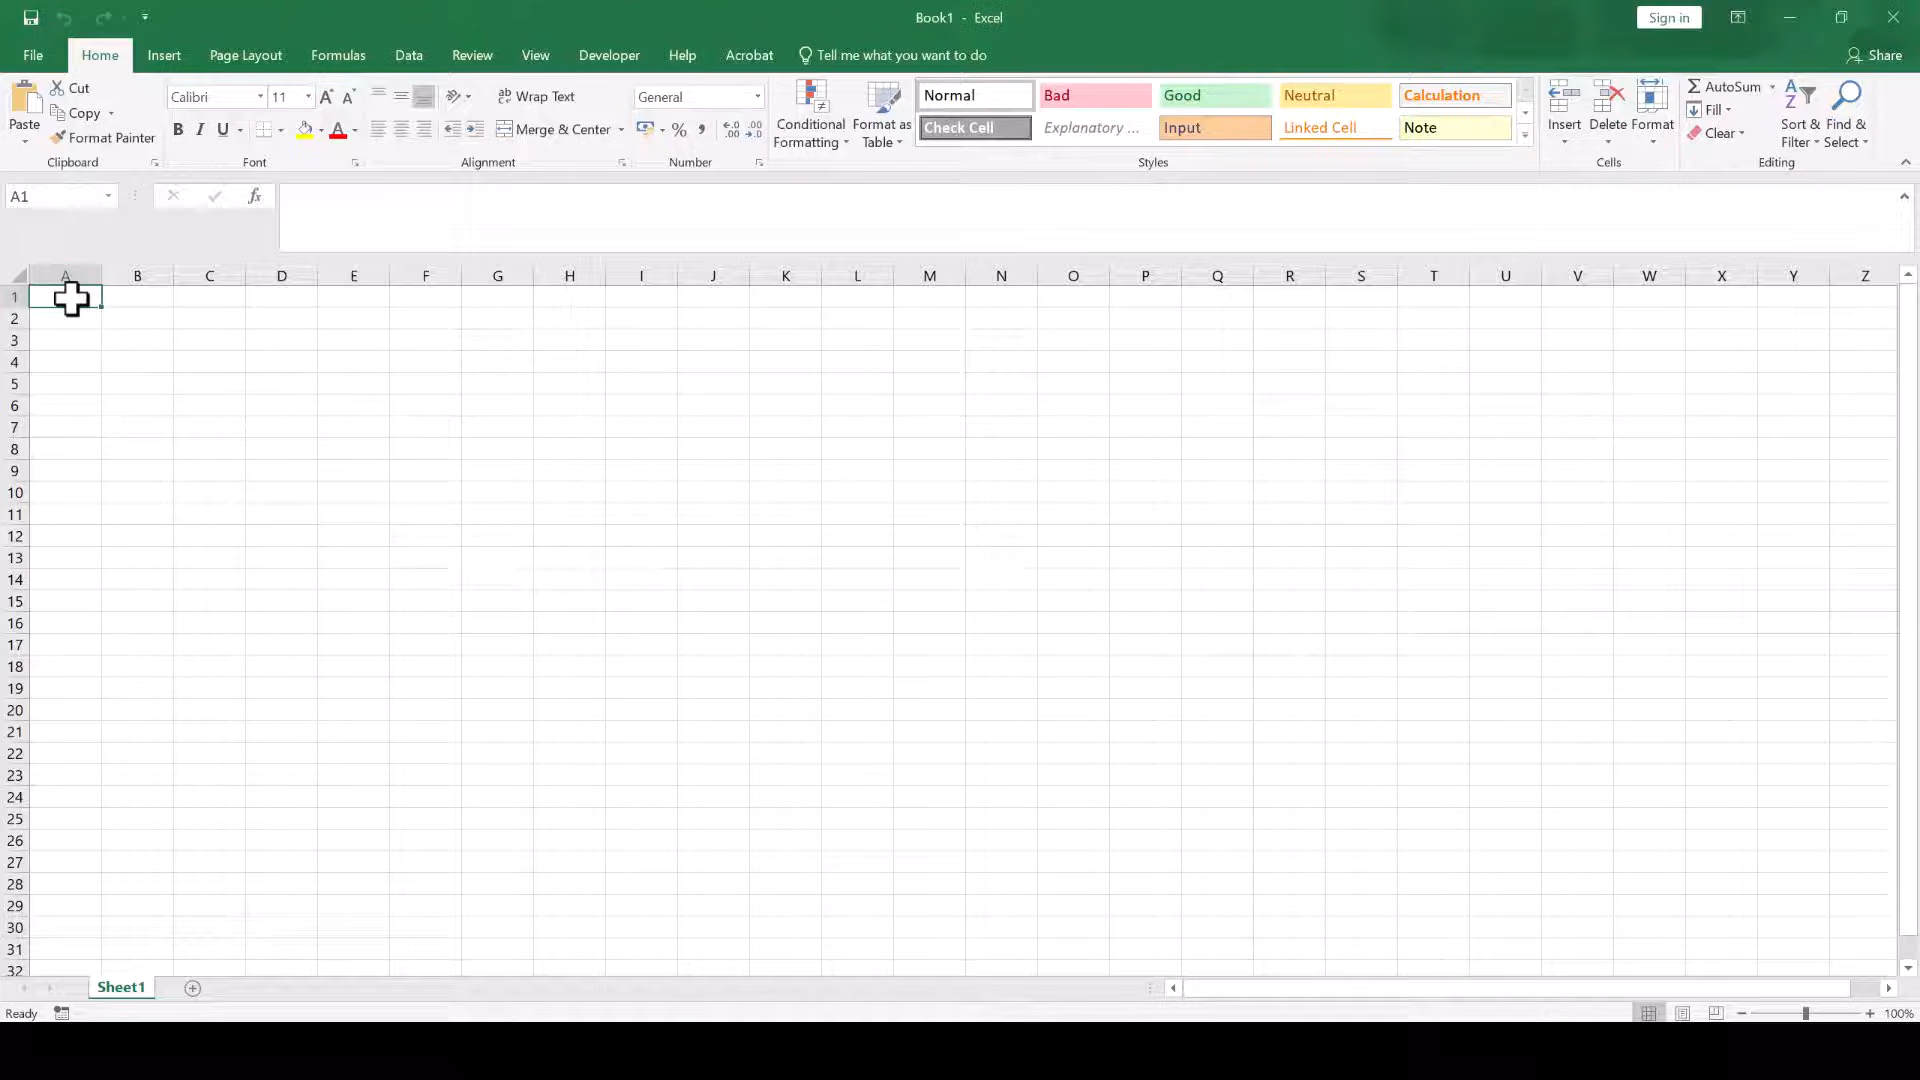 Book1 - Excel
Sign in
File Home Insert Page Layout Formulas Data Review View Developer Help Acrobat Tell me what you want to do Share
Paste
Cut
Copy
Format Painter
Clipboard
Calibri 11
B I U
Font
Wrap Text
Merge & Center
Alignment
General
Number
Conditional Formatting
Format as Table
Normal Bad Good Neutral Calculation
Check Cell Explanatory ... Input Linked Cell Note
Styles
Insert Delete Format
Cells
AutoSum
Fill
Clear
Sort & Filter
Find & Select
Editing
A1
fx
A B C D E F G H I J K L M N O P Q R S T U V W X Y Z
1
2
3
4
5
6
7
8
9
10
11
12
13
14
15
16
17
18
19
20
21
22
23
24
25
26
27
28
29
30
31
32
Sheet1
Ready
100%